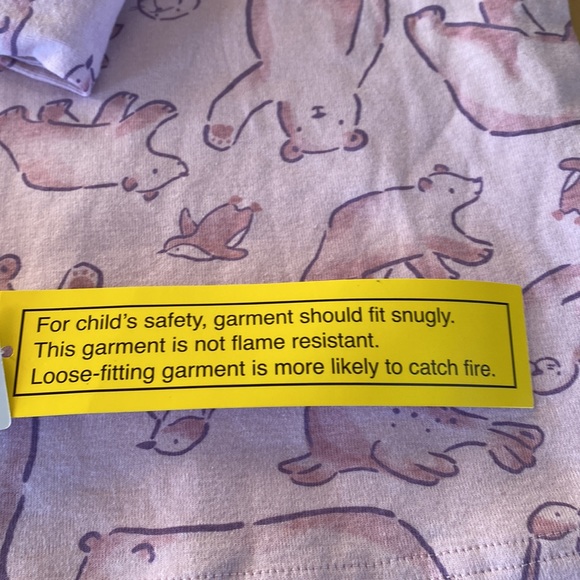 For child's safety, garment should fit snugly.
This garment is not flame resistant.
Loose-fitting garment is more likely to catch fire.